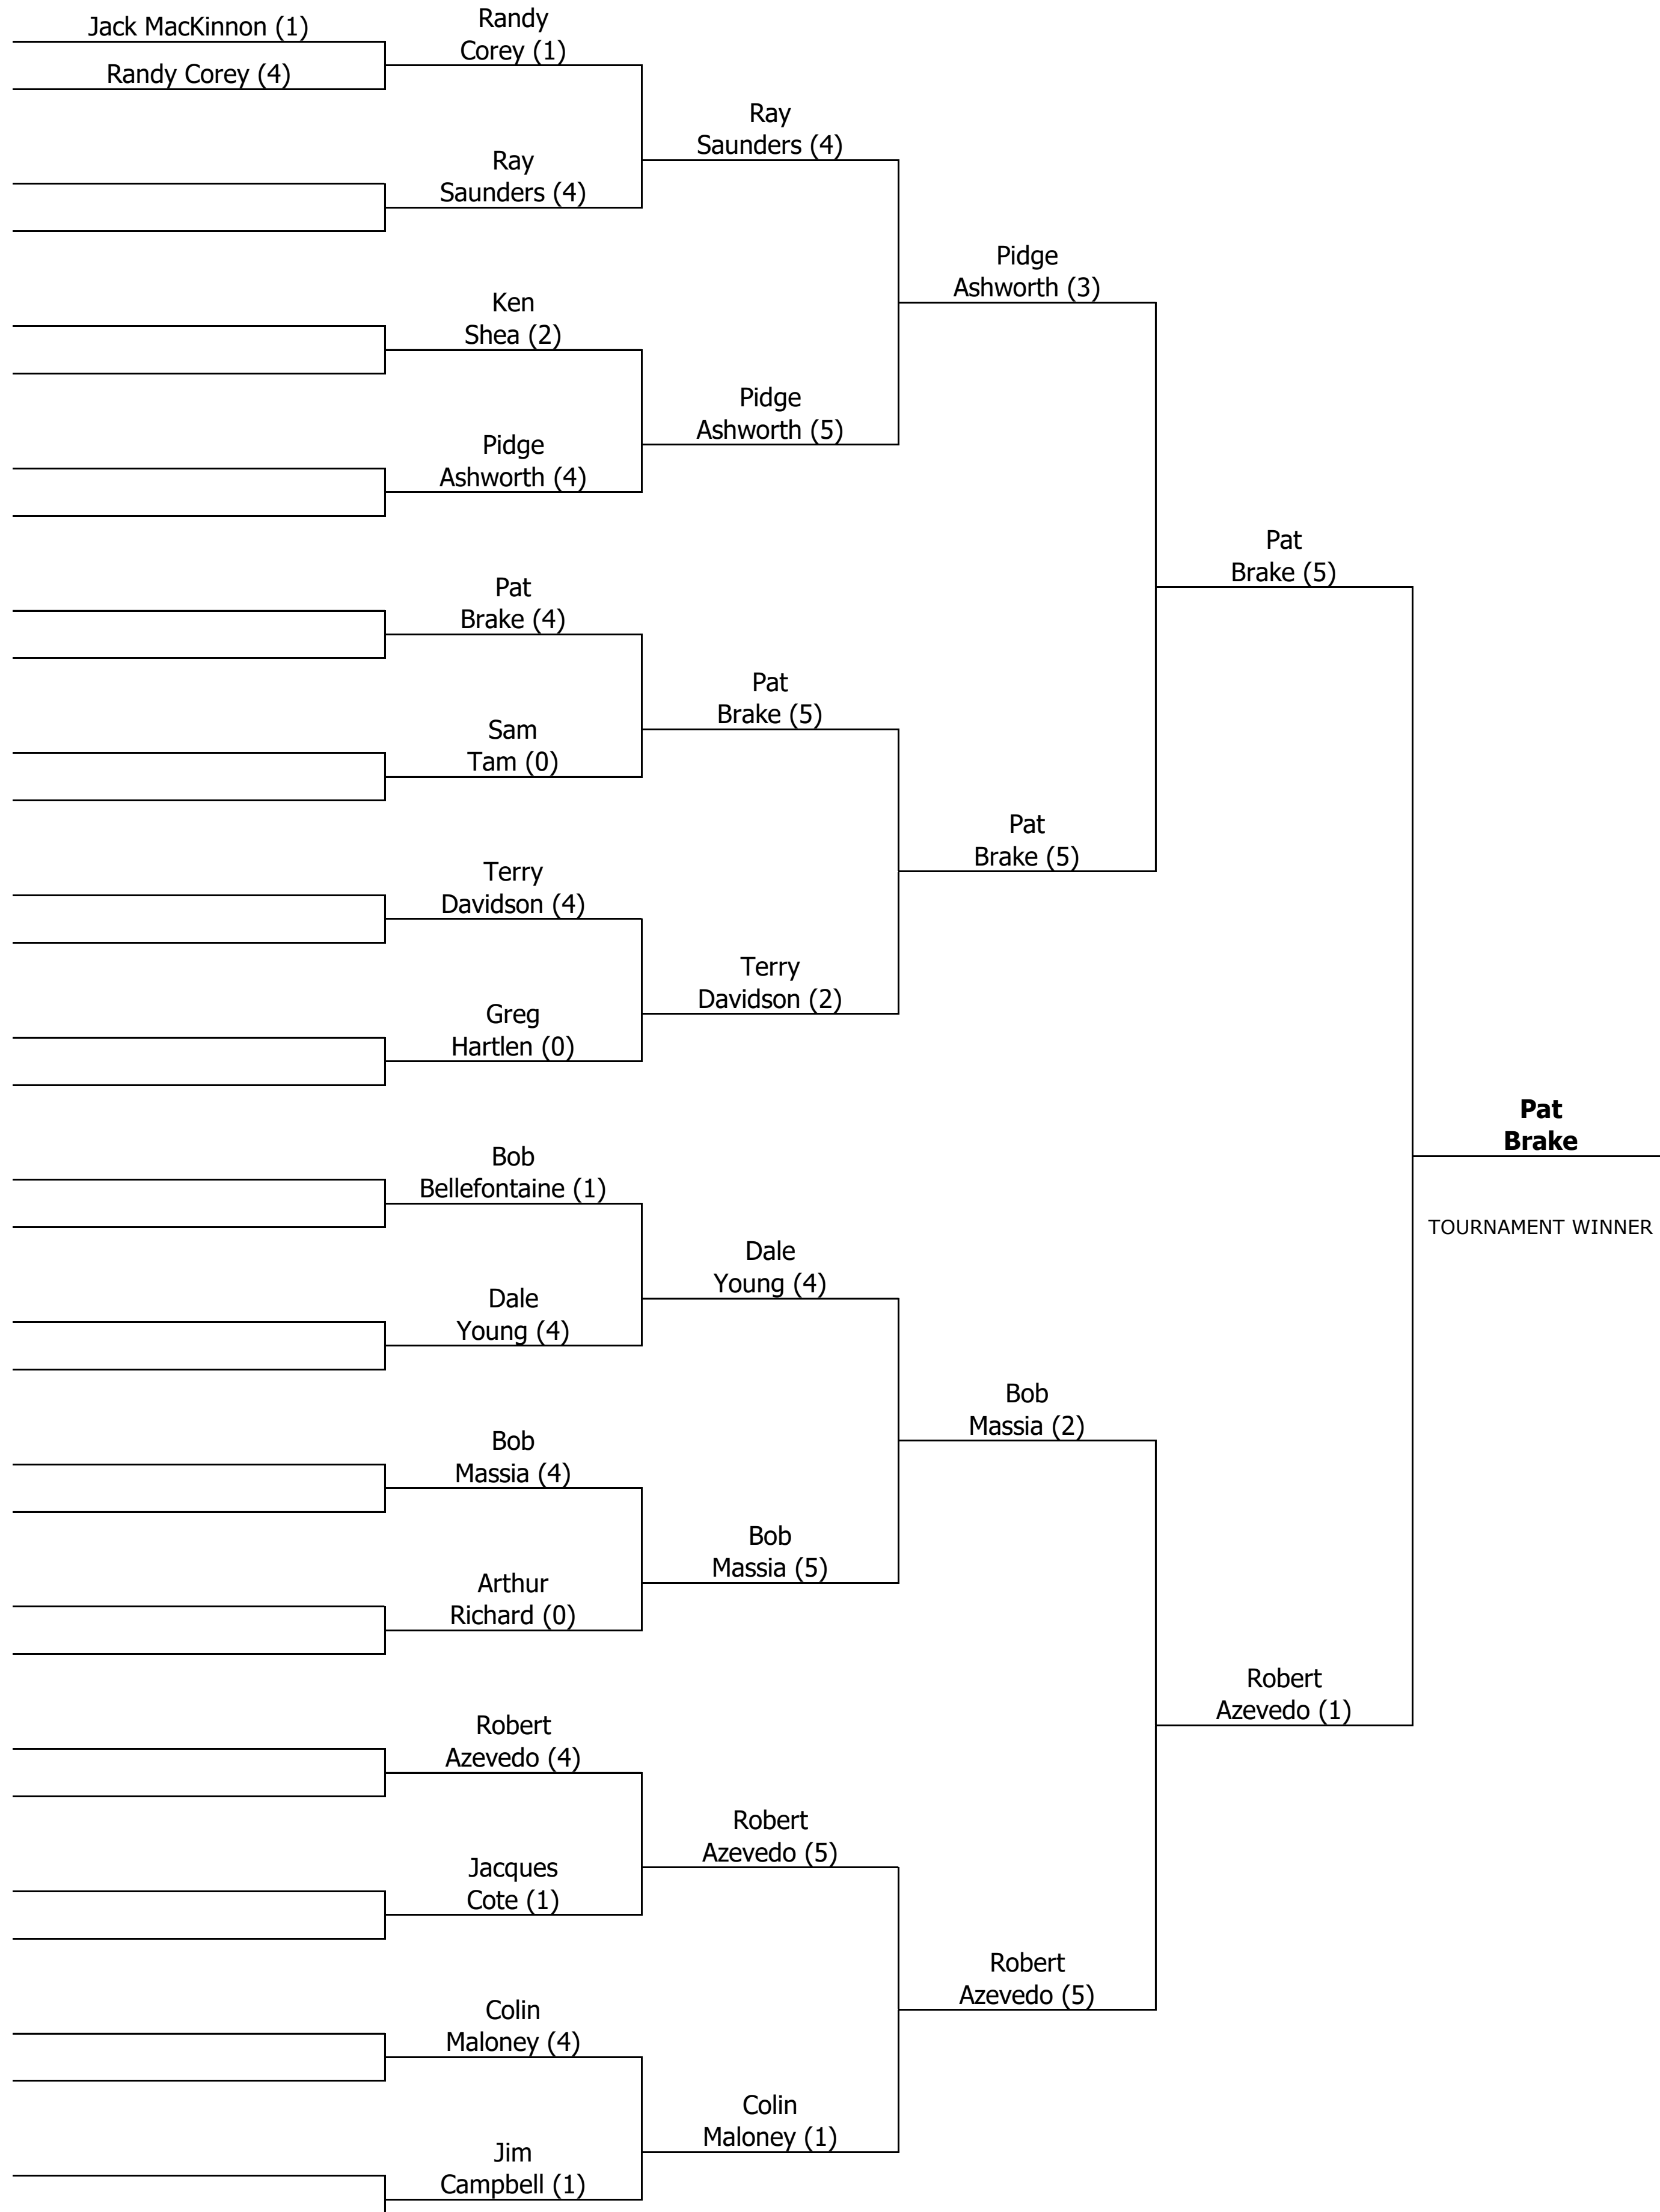 Jack MacKinnon (1)
Randy Corey (4)
Randy
Corey (1)
Ray
Saunders (4)
Ken
Shea (2)
Pidge
Ashworth (4)
Pat
Brake (4)
Sam
Tam (0)
Terry
Davidson (4)
Greg
Hartlen (0)
Bob
Bellefontaine (1)
Dale
Young (4)
Bob
Massia (4)
Arthur
Richard (0)
Robert
Azevedo (4)
Jacques
Cote (1)
Colin
Maloney (4)
Jim
Campbell (1)
Ray
Saunders (4)
Pidge
Ashworth (5)
Pat
Brake (5)
Terry
Davidson (2)
Dale
Young (4)
Bob
Massia (5)
Robert
Azevedo (5)
Colin
Maloney (1)
Pidge
Ashworth (3)
Pat
Brake (5)
Bob
Massia (2)
Robert
Azevedo (5)
Pat
Brake (5)
Robert
Azevedo (1)
Pat
Brake
TOURNAMENT WINNER